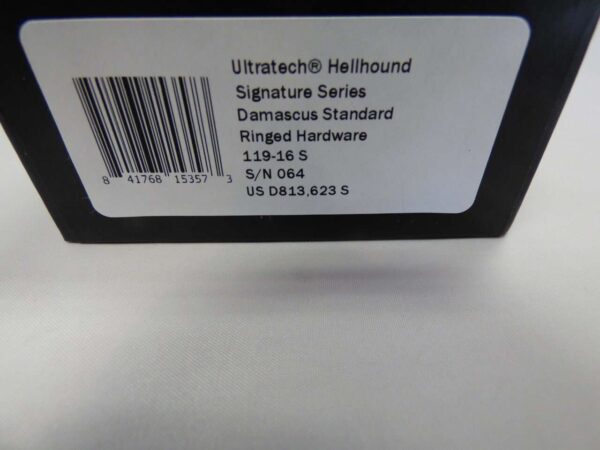 Ultratech® Hellhound
Signature Series
Damascus Standard
Ringed Hardware
119-16 S
S/N 064
US D813,623 S
8 41768 15357 3